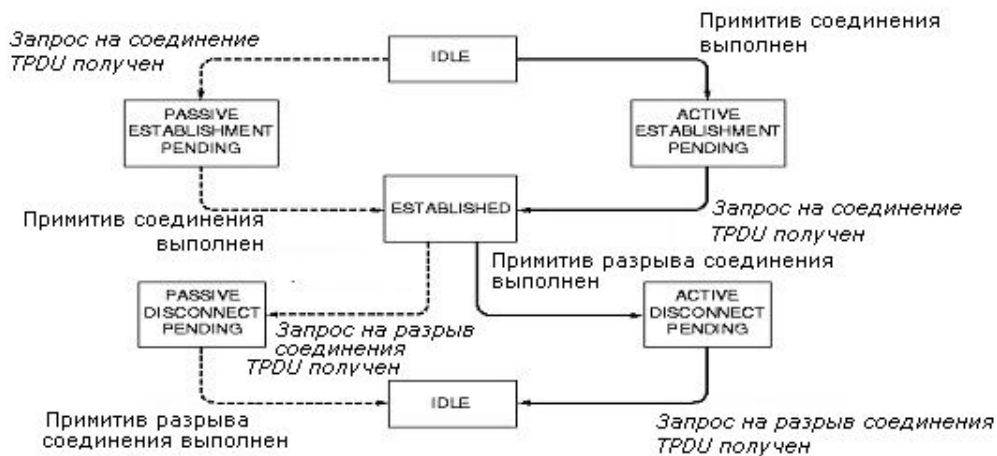 Примитив соединения
выполнен
Запрос на соединение
TPDU получен
IDLE
PASSIVE
ESTABLISHMENT
PENDING
ACTIVE
ESTABLISHMENT
PENDING
ESTABLISHED
Примитив соединения
выполнен
Запрос на соединение
TPDU получен
Примитив разрыва соединения
выполнен
PASSIVE
DISCONNECT
PENDING
ACTIVE
DISCONNECT
PENDING
Запрос на разрыв
соединения
TPDU получен
IDLE
Примитив разрыва
соединения выполнен
Запрос на разрыв соединения
TPDU получен